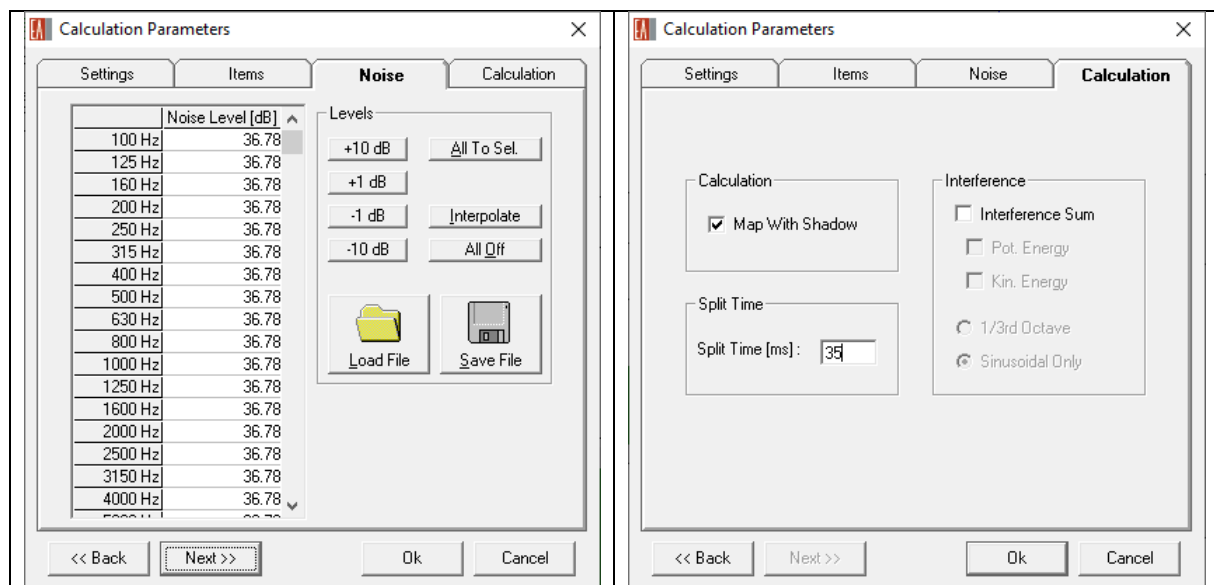 Calculation Parameters
Settings Items Noise Calculation
Noise Level [dB]
100 Hz 36.78
125 Hz 36.78
160 Hz 36.78
200 Hz 36.78
250 Hz 36.78
315 Hz 36.78
400 Hz 36.78
500 Hz 36.78
630 Hz 36.78
800 Hz 36.78
1000 Hz 36.78
1250 Hz 36.78
1600 Hz 36.78
2000 Hz 36.78
2500 Hz 36.78
3150 Hz 36.78
4000 Hz 36.78
Levels
+10 dB All To Sel.
+1 dB
-1 dB Interpolate
-10 dB All Off
Load File Save File
<< Back Next >> Ok Cancel
Calculation Parameters
Settings Items Noise Calculation
Calculation
Map With Shadow
Split Time
Split Time [ms] : 35
Interference
Interference Sum
Pot. Energy
Kin. Energy
1/3rd Octave
Sinusoidal Only
<< Back Next >> Ok Cancel